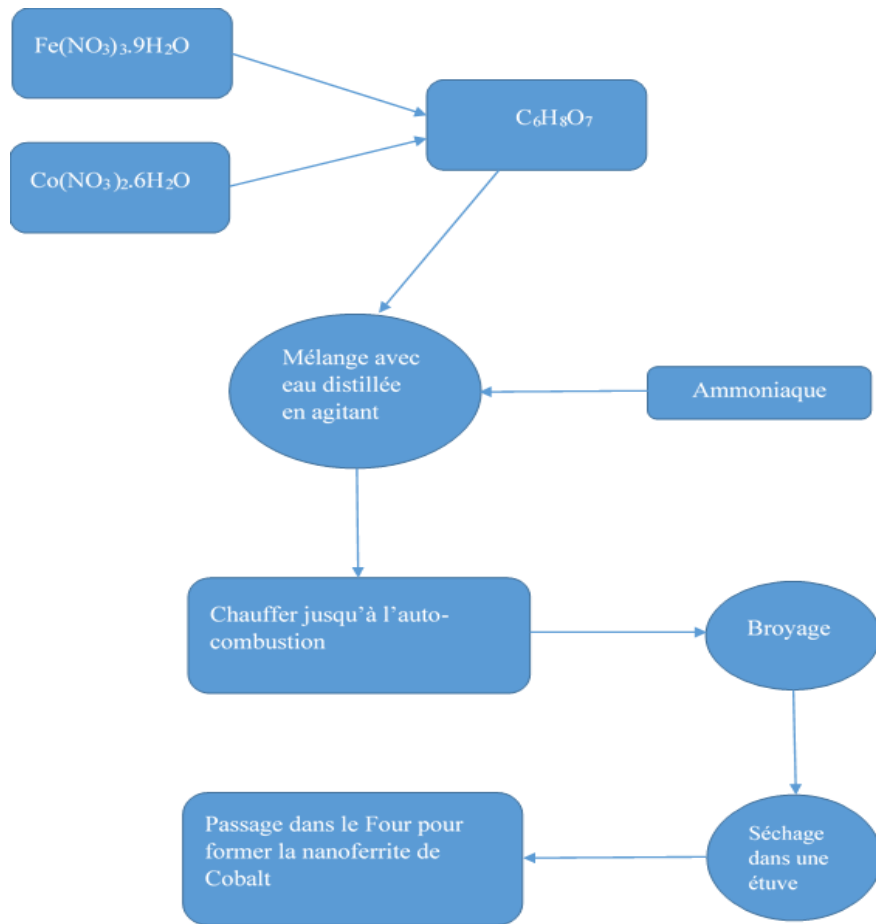 Fe(NO₃)₃.9H₂O
C₆H₈O₇
Co(NO₃)₂.6H₂O
Mélange avec
eau distillée
en agitant
Ammoniaque
Chauffer jusqu’à l’auto-
combustion
Broyage
Séchage
dans une
étuve
Passage dans le Four pour
former la nanoferrite de
Cobalt